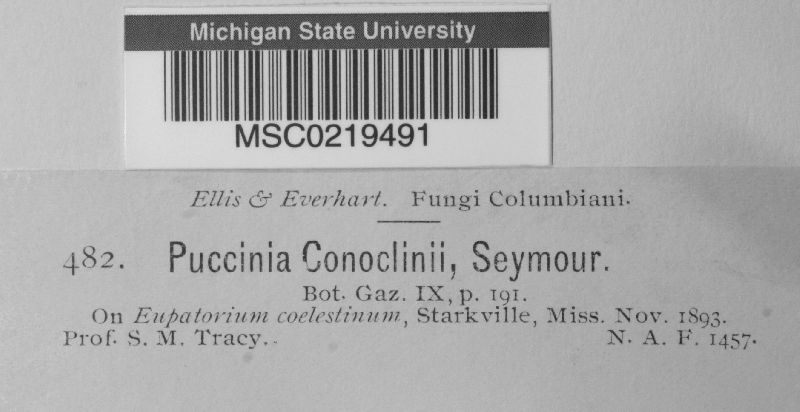 Michigan State University
MSC0219491
Ellis & Everhart. Fungi Columbiani.
482. Puccinia Conoclinii, Seymour.
Bot. Gaz. IX, p. 191.
On Eupatorium coelestinum, Starkville, Miss. Nov. 1893.
Prof. S. M. Tracy. N. A. F. 1457.